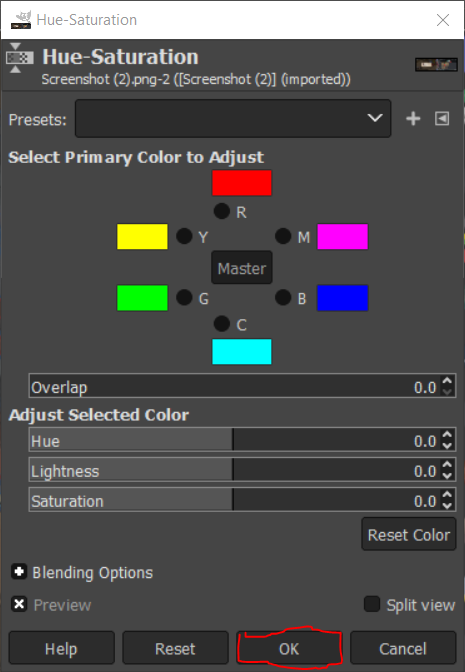 Hue-Saturation
Hue-Saturation
Screenshot (2).png-2 ([Screenshot (2)] (imported))
Presets:
Select Primary Color to Adjust
R
Y M
Master
G B
C
Overlap 0.0
Adjust Selected Color
Hue 0.0
Lightness 0.0
Saturation 0.0
Reset Color
Blending Options
Preview Split view
Help Reset OK Cancel